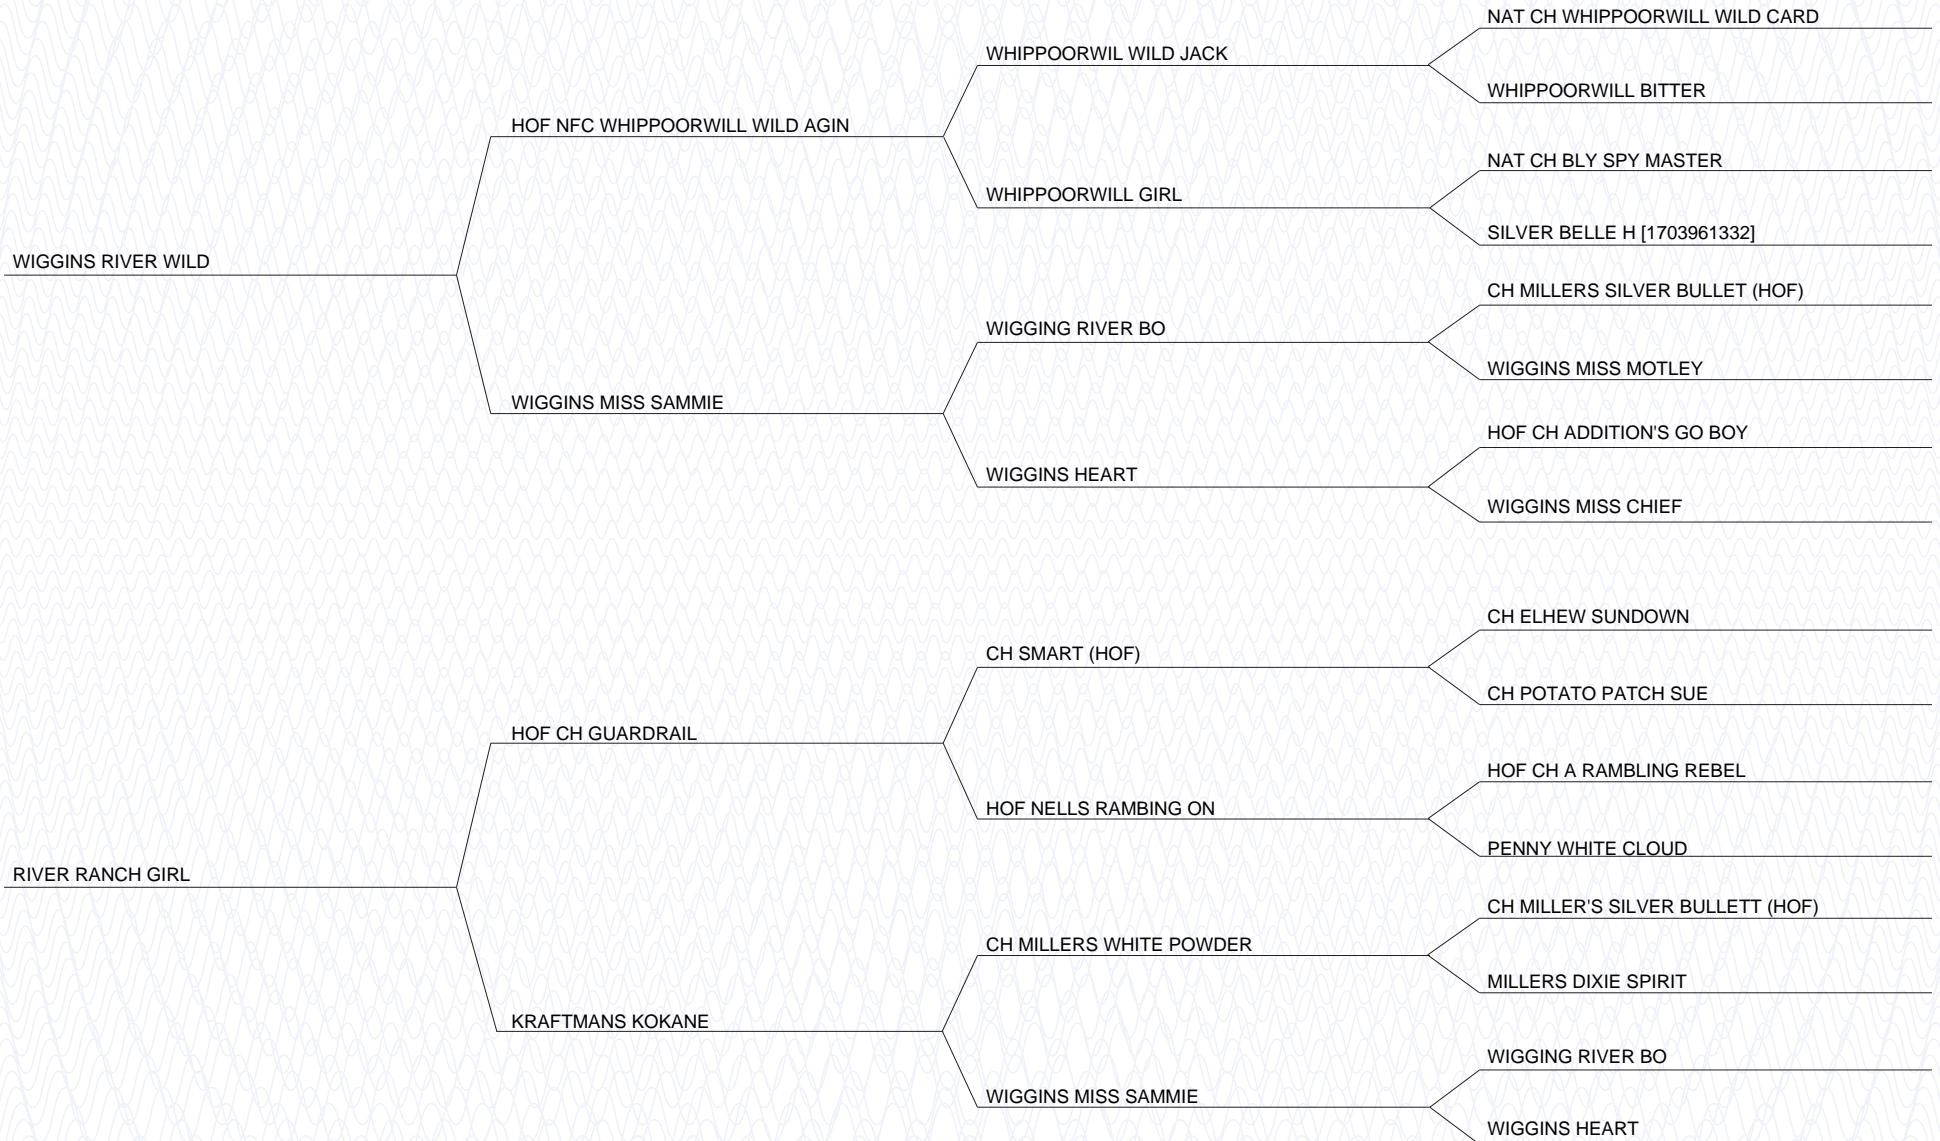 NAT CH WHIPPOORWILL WILD CARD
WHIPPOORWIL WILD JACK
WHIPPOORWILL BITTER
HOF NFC WHIPPOORWILL WILD AGIN
NAT CH BLY SPY MASTER
WHIPPOORWILL GIRL
SILVER BELLE H [1703961332]
WIGGINS RIVER WILD
CH MILLERS SILVER BULLET (HOF)
WIGGING RIVER BO
WIGGINS MISS MOTLEY
WIGGINS MISS SAMMIE
HOF CH ADDITION'S GO BOY
WIGGINS HEART
WIGGINS MISS CHIEF
CH ELHEW SUNDOWN
CH SMART (HOF)
CH POTATO PATCH SUE
HOF CH GUARDRAIL
HOF CH A RAMBLING REBEL
HOF NELLS RAMBING ON
PENNY WHITE CLOUD
RIVER RANCH GIRL
CH MILLER'S SILVER BULLETT (HOF)
CH MILLERS WHITE POWDER
MILLERS DIXIE SPIRIT
KRAFTMANS KOKANE
WIGGING RIVER BO
WIGGINS MISS SAMMIE
WIGGINS HEART